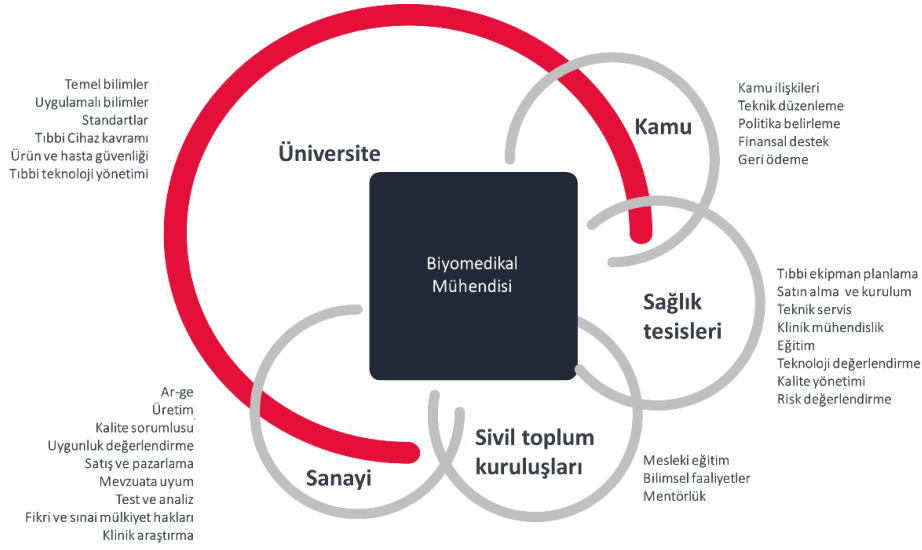 Temel bilimler
Uygulamalı bilimler
Standartlar
Tıbbi Cihaz kavramı
Ürün ve hasta güvenliği
Tıbbi teknoloji yönetimi
Üniversite
Kamu
Kamu ilişkileri
Teknik düzenleme
Politika belirleme
Finansal destek
Geri ödeme
Biyomedikal
Mühendisi
Sağlık
tesisleri
Tıbbi ekipman planlama
Satın alma ve kurulum
Teknik servis
Klinik mühendislik
Eğitim
Teknoloji değerlendirme
Kalite yönetimi
Risk değerlendirme
Ar-ge
Üretim
Kalite sorumlusu
Uygunluk değerlendirme
Satış ve pazarlama
Mevzuata uyum
Test ve analiz
Fikri ve sınai mülkiyet hakları
Klinik araştırma
Sanayi
Sivil toplum
kuruluşları
Mesleki eğitim
Bilimsel faaliyetler
Mentörlük